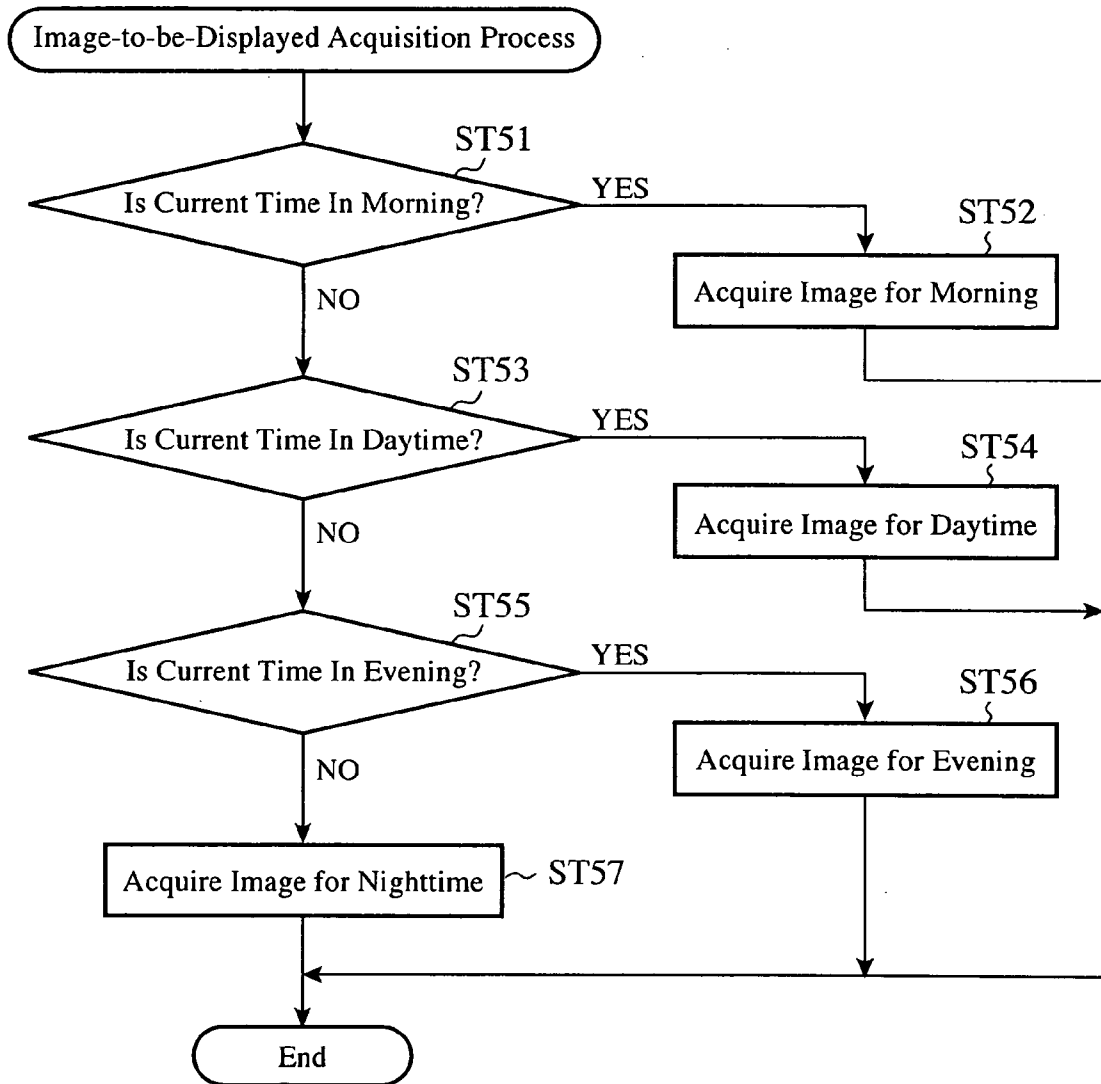 Image-to-be-Displayed Acquisition Process
ST51
Is Current Time In Morning?
YES
ST52
Acquire Image for Morning
NO
ST53
Is Current Time In Daytime?
YES
ST54
Acquire Image for Daytime
NO
ST55
Is Current Time In Evening?
YES
ST56
Acquire Image for Evening
NO
Acquire Image for Nighttime
ST57
End